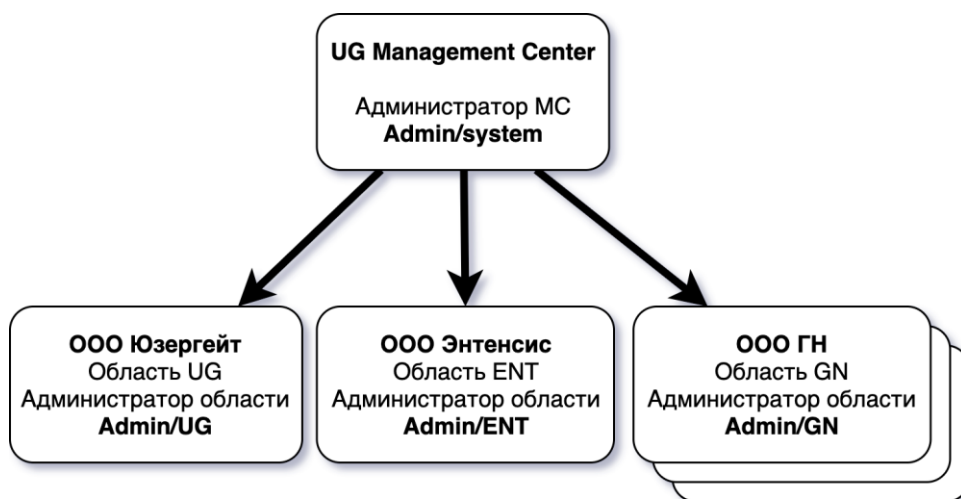 UG Management Center
Администратор МС
Admin/system
ООО Юзергейт
Область UG
Администратор области
Admin/UG
ООО Энтенсис
Область ENT
Администратор области
Admin/ENT
ООО ГН
Область GN
Администратор области
Admin/GN